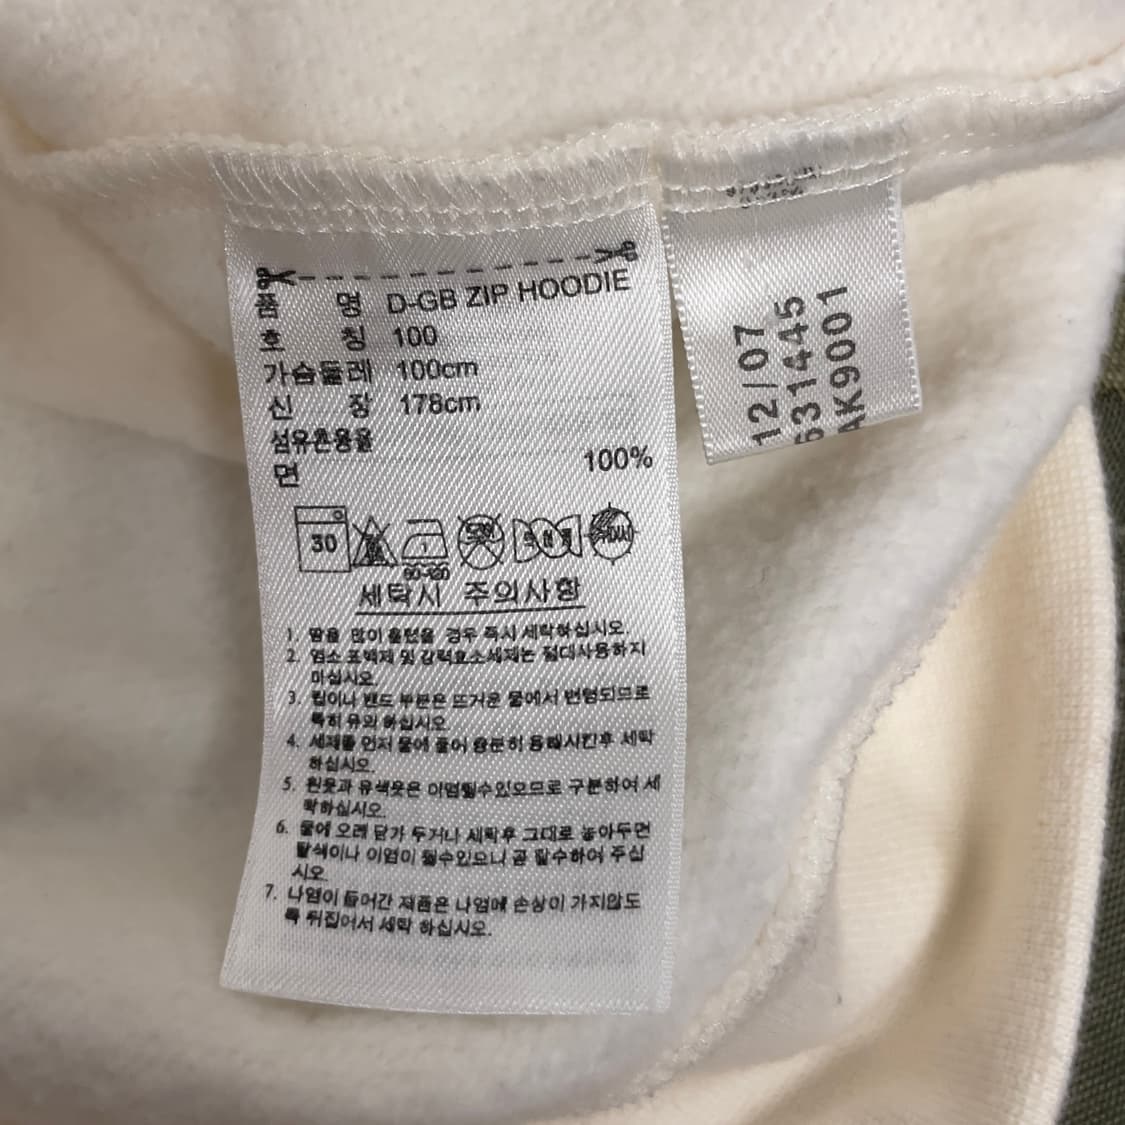 품 명 D-GB ZIP HOODIE
호 칭 100
가슴둘레 100cm
신 장 178cm
섬유혼용율
면 100%
30
60-120
세탁시 주의사항
1. 땀을 많이 흘렸을 경우 즉시 세탁하십시오.
2. 염소 표백제 및 강력효소세제는 절대사용하지
마십시오.
3. 립이나 밴드 부분은 뜨거운 물에서 변형되므로
특히 유의 하십시오.
4. 세제를 먼저 물에 풀어 충분히 용해시킨후 세탁
하십시오.
5. 흰옷과 유색옷은 이염될수있으므로 구분하여 세
탁하십시오.
6. 물에 오래 담가 두거나 세탁후 그대로 놓아두면
탈색이나 이염이 될수있으니 곧 탈수하여 주십
시오.
7. 나염이 들어간 제품은 나염에 손상이 가지않도
록 뒤집어서 세탁 하십시오.
12/07
631445
AK9001